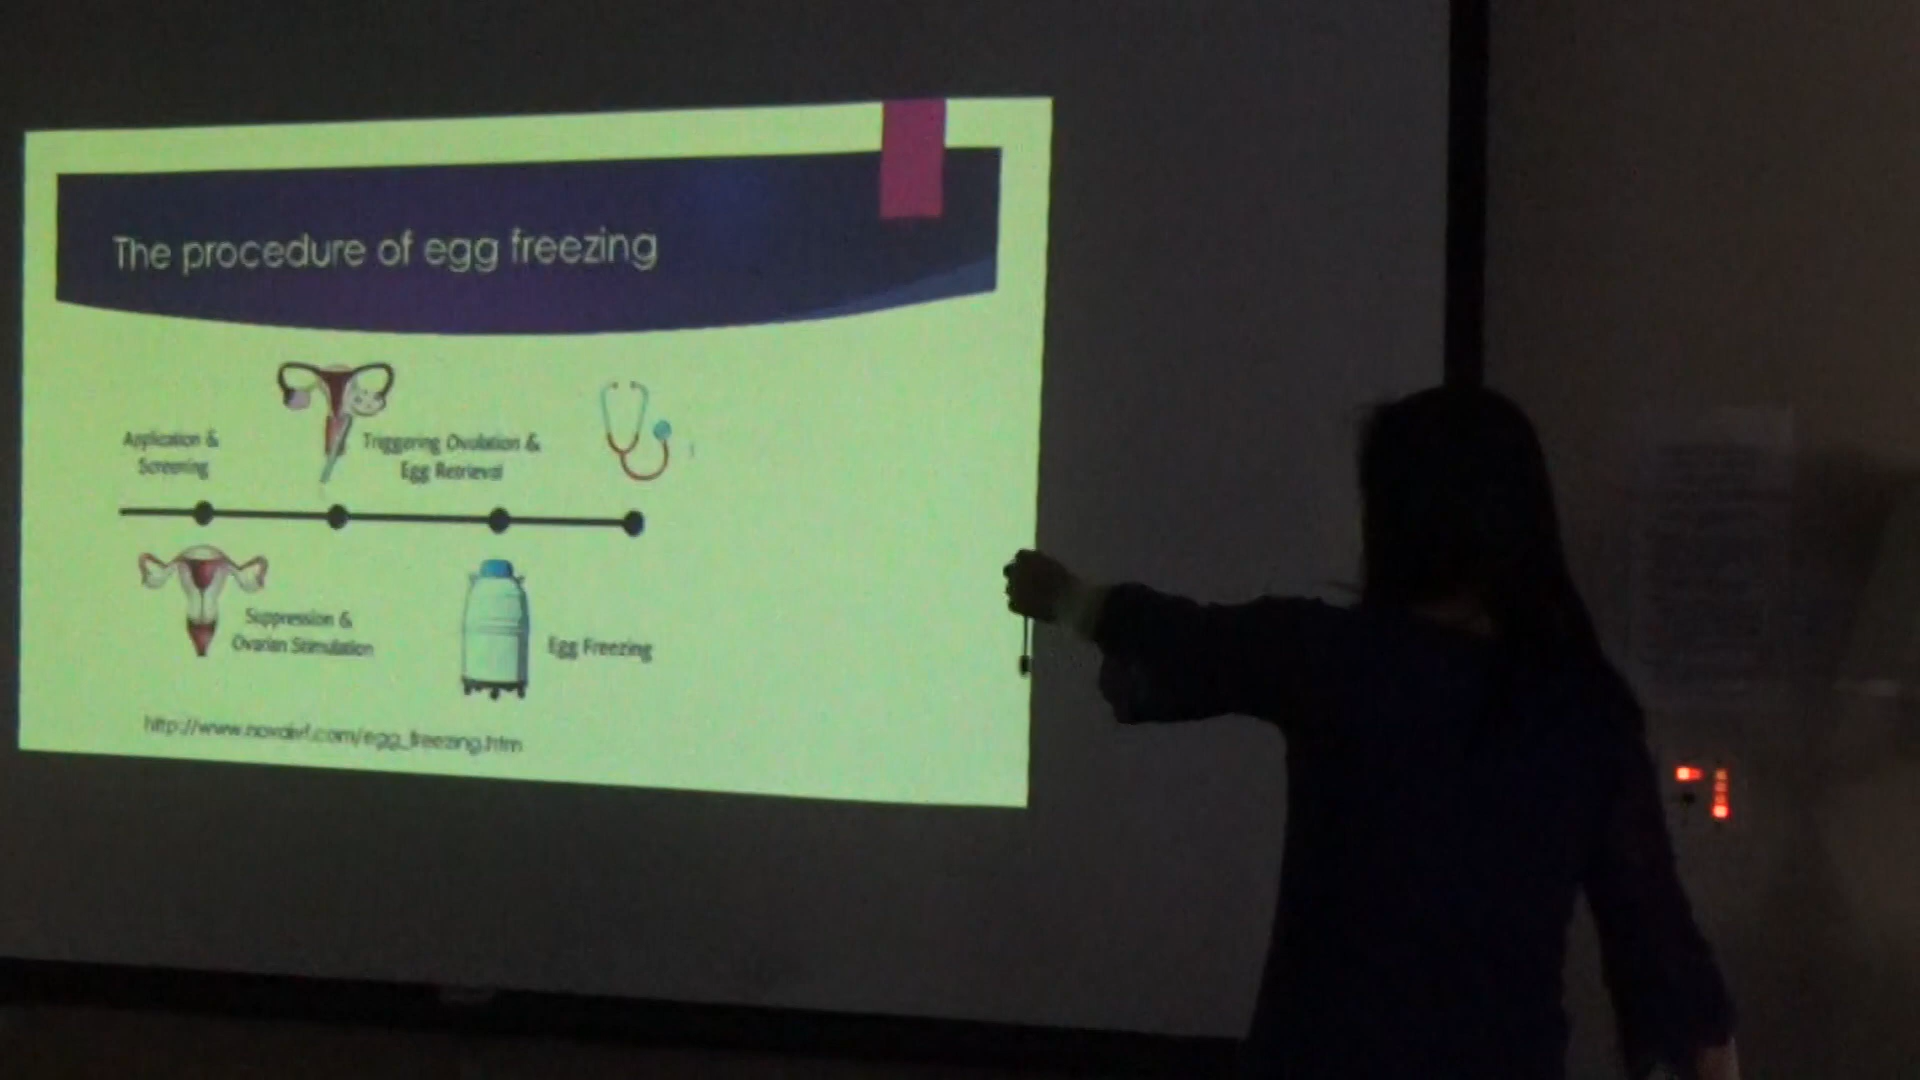 The procedure of egg freezing
Application &
Screening
Triggering Ovulation &
Egg Retrieval
Suppression &
Ovarian Stimulation
Egg Freezing
http://www.novaivf.com/egg_freezing.htm